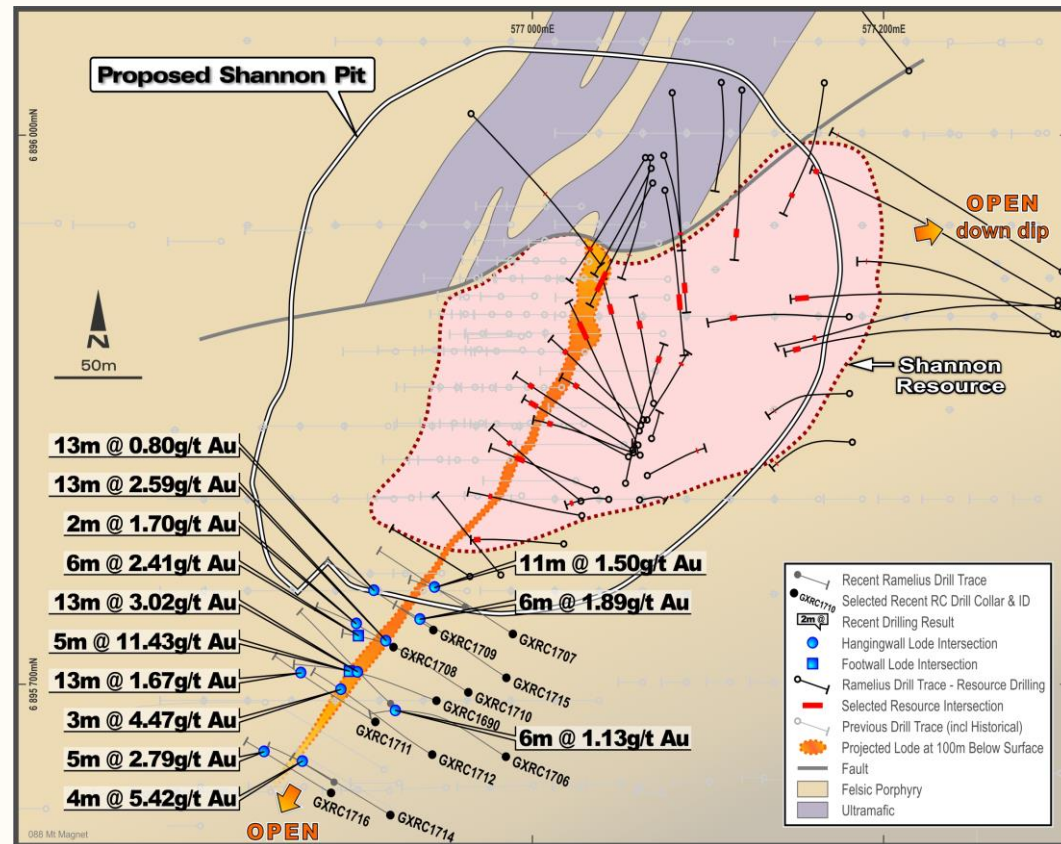 577 000mE
577 200mE
Proposed Shannon Pit
6 896 000mN
OPEN
down dip
N
50m
Shannon
Resource
13m @ 0.80g/t Au
13m @ 2.59g/t Au
2m @ 1.70g/t Au
6m @ 2.41g/t Au
13m @ 3.02g/t Au
5m @ 11.43g/t Au
13m @ 1.67g/t Au
3m @ 4.47g/t Au
5m @ 2.79g/t Au
4m @ 5.42g/t Au
11m @ 1.50g/t Au
6m @ 1.89g/t Au
6m @ 1.13g/t Au
6 895 700mN
GXRC1709
GXRC1707
GXRC1708
GXRC1715
GXRC1710
GXRC1690
GXRC1711
GXRC1712
GXRC1706
GXRC1716
GXRC1714
OPEN
088 Mt Magnet
Recent Ramelius Drill Trace
GXRC1710 Selected Recent RC Drill Collar & ID
2m @ Recent Drilling Result
Hangingwall Lode Intersection
Footwall Lode Intersection
Ramelius Drill Trace - Resource Drilling
Selected Resource Intersection
Previous Drill Trace (incl Historical)
Projected Lode at 100m Below Surface
Fault
Felsic Porphyry
Ultramafic